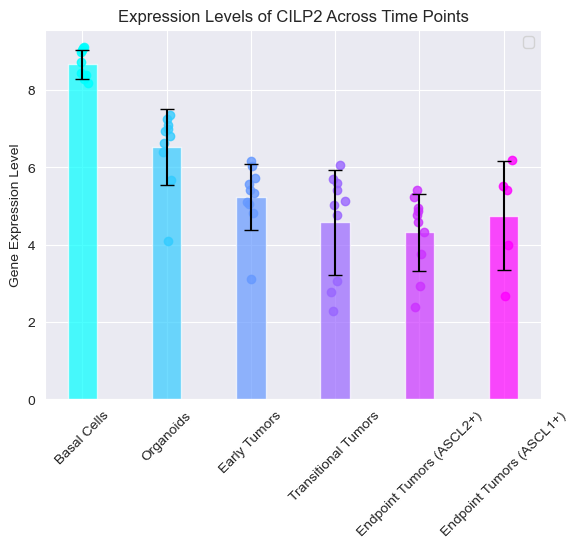 Expression Levels of CILP2 Across Time Points
Gene Expression Level
8
6
4
2
0
Basal Cells
Organoids
Early Tumors
Transitional Tumors
Endpoint Tumors (ASCL2+)
Endpoint Tumors (ASCL1+)